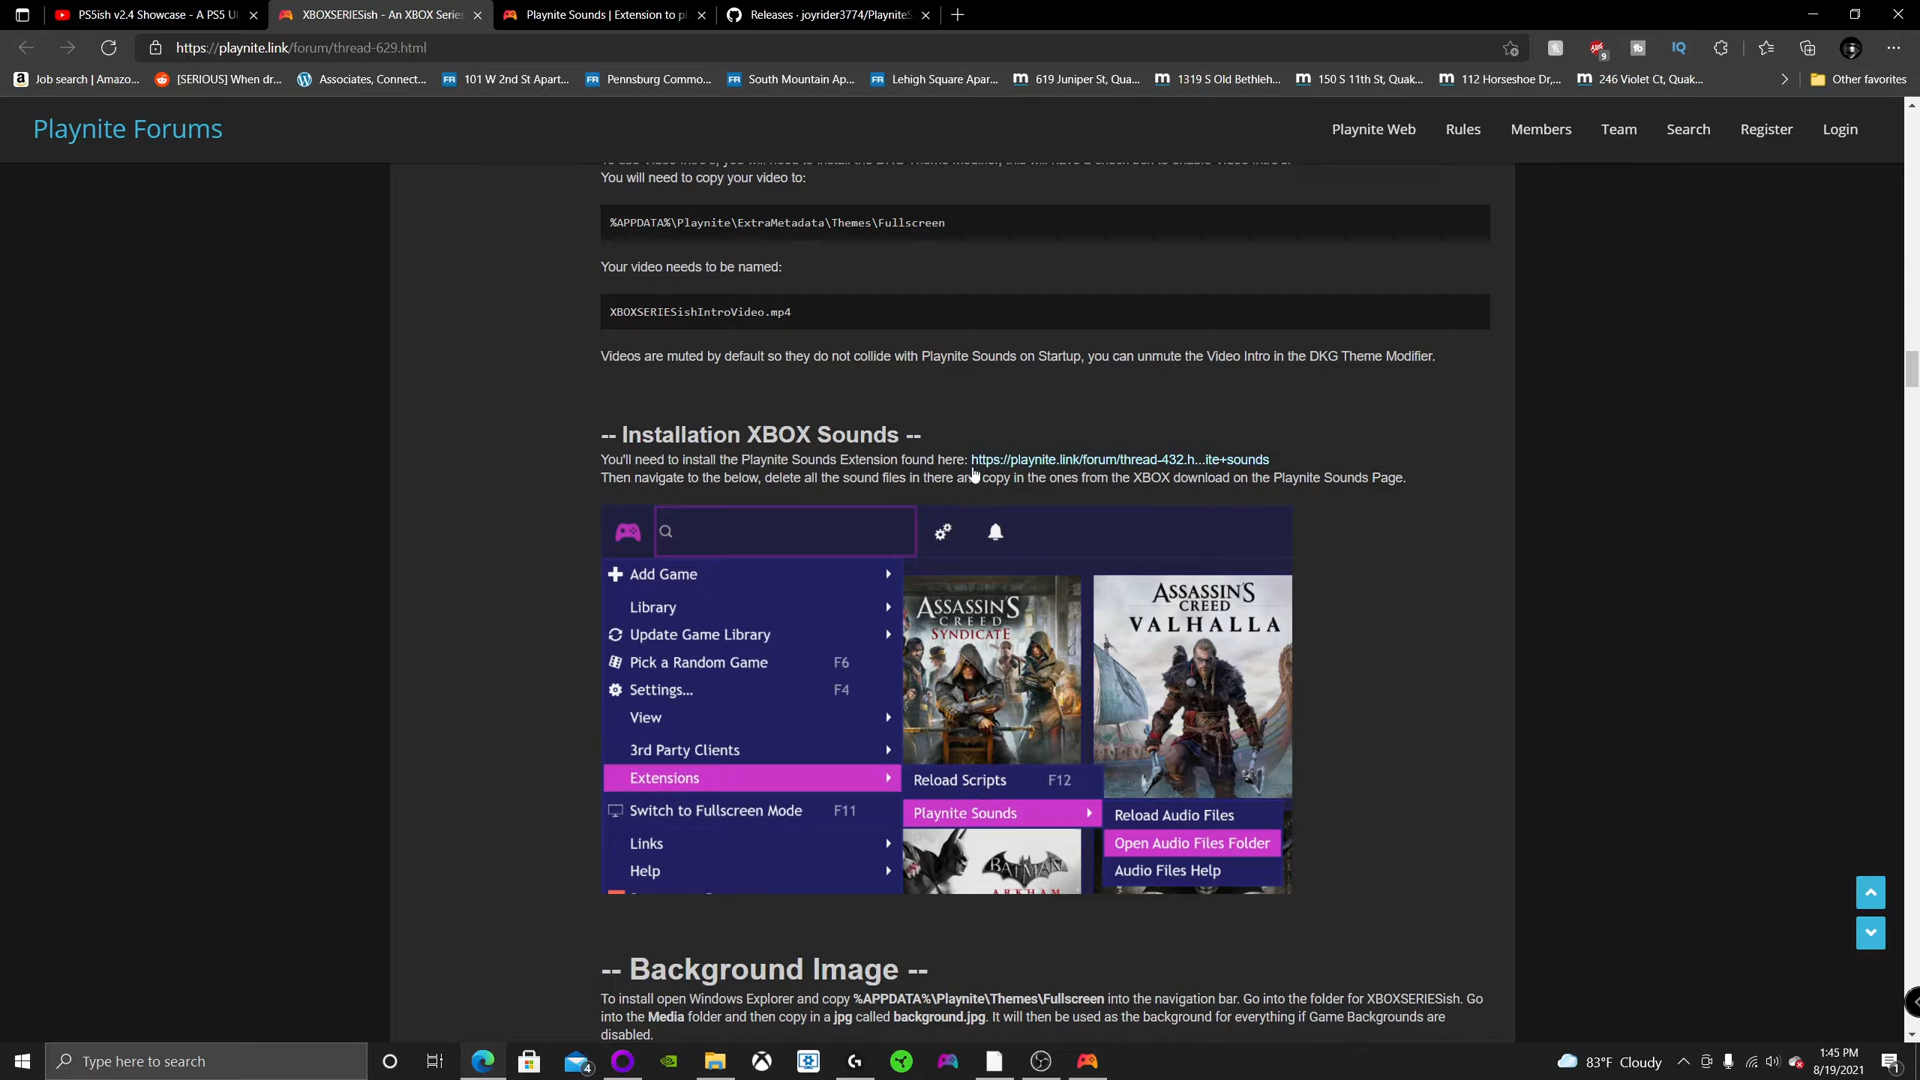 PS5ish v2.4 Showcase - A PS5 UI
XBOXSERIESish - An XBOX Series
Playnite Sounds | Extension to pl
Releases · joyrider3774/PlayniteS
https://playnite.link/forum/thread-629.html
9
IQ
Job search | Amazo...
[SERIOUS] When dr...
Associates, Connect...
101 W 2nd St Apart...
Pennsburg Commo...
South Mountain Ap...
Lehigh Square Apar...
619 Juniper St, Qua...
1319 S Old Bethleh...
150 S 11th St, Quak...
112 Horseshoe Dr,...
246 Violet Ct, Quak...
Other favorites
Playnite Forums
Playnite Web
Rules
Members
Team
Search
Register
Login
You will need to copy your video to:
%APPDATA%\Playnite\ExtraMetadata\Themes\Fullscreen
Your video needs to be named:
XBOXSERIESishIntroVideo.mp4
Videos are muted by default so they do not collide with Playnite Sounds on Startup, you can unmute the Video Intro in the DKG Theme Modifier.
-- Installation XBOX Sounds --
You'll need to install the Playnite Sounds Extension found here: https://playnite.link/forum/thread-432.h...ite+sounds
Then navigate to the below, delete all the sound files in there and copy in the ones from the XBOX download on the Playnite Sounds Page.
Add Game
Library
Update Game Library
Pick a Random Game F6
Settings... F4
View
3rd Party Clients
Extensions
Switch to Fullscreen Mode F11
Links
Help
Reload Scripts F12
Playnite Sounds
Reload Audio Files
Open Audio Files Folder
Audio Files Help
ASSASSIN'S
CREED
SYNDICATE
ASSASSIN'S
CREED
VALHALLA
BATMAN
ARKHAM
-- Background Image --
To install open Windows Explorer and copy %APPDATA%\Playnite\Themes\Fullscreen into the navigation bar. Go into the folder for XBOXSERIESish. Go
into the Media folder and then copy in a jpg called background.jpg. It will then be used as the background for everything if Game Backgrounds are
disabled.
Type here to search
4
83°F Cloudy
1:45 PM
8/19/2021
1